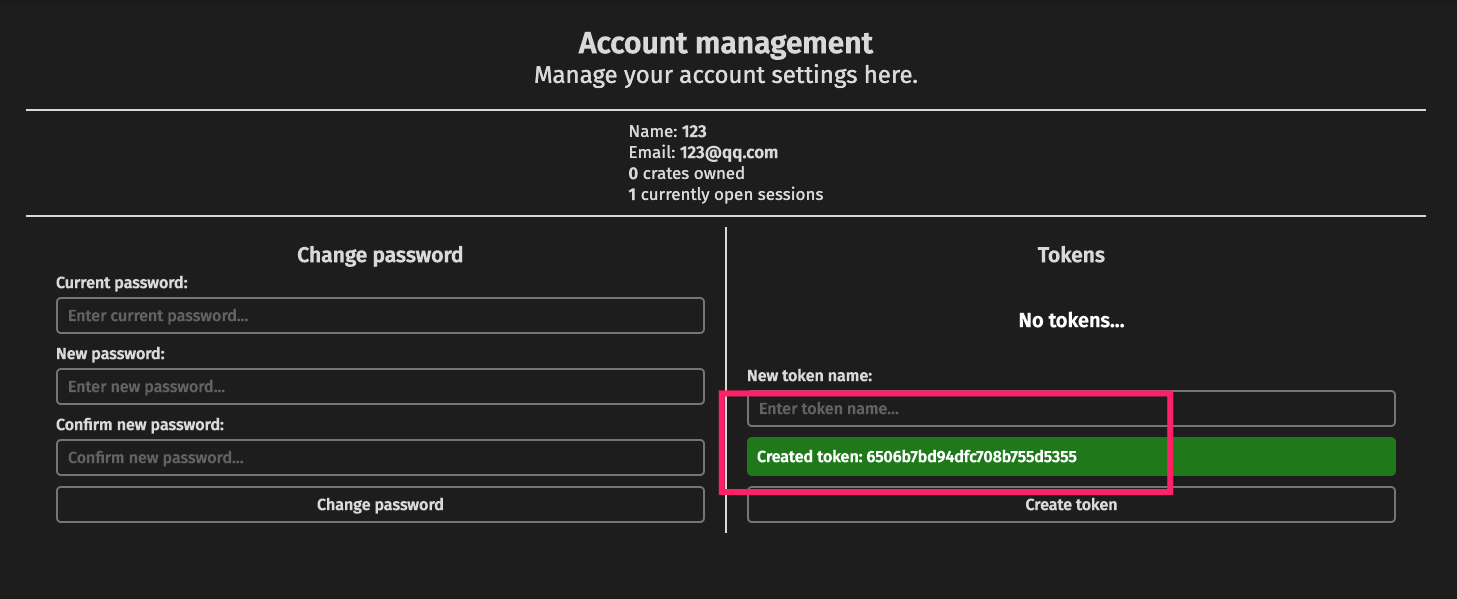 Account management
Manage your account settings here.
Name: 123
Email: 123@qq.com
0 crates owned
1 currently open sessions
Change password
Current password:
Enter current password...
New password:
Enter new password...
Confirm new password:
Confirm new password...
Change password
Tokens
No tokens...
New token name:
Enter token name...
Created token: 6506b7bd94dfc708b755d5355
Create token